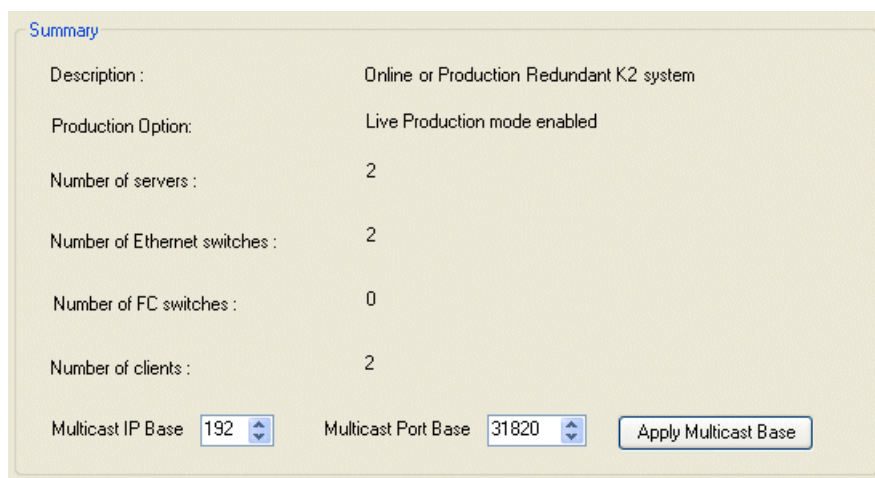 Summary
Description : Online or Production Redundant K2 system
Production Option: Live Production mode enabled
Number of servers : 2
Number of Ethernet switches : 2
Number of FC switches : 0
Number of clients : 2
Multicast IP Base 192 Multicast Port Base 31820 Apply Multicast Base